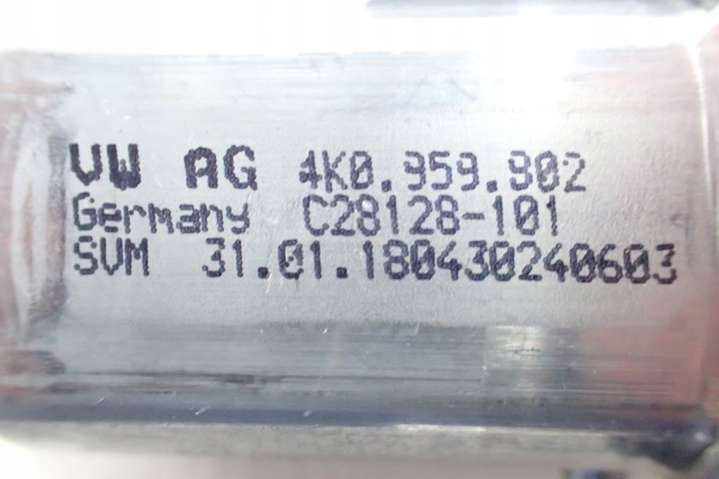 VW AG 4K0.959.802
Germany C28128-101
SVM 31.01.180430240603